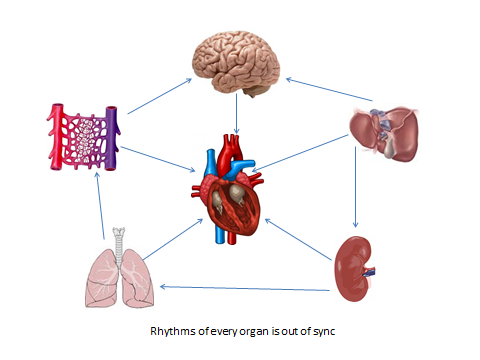 Rhythms of every organ is out of sync